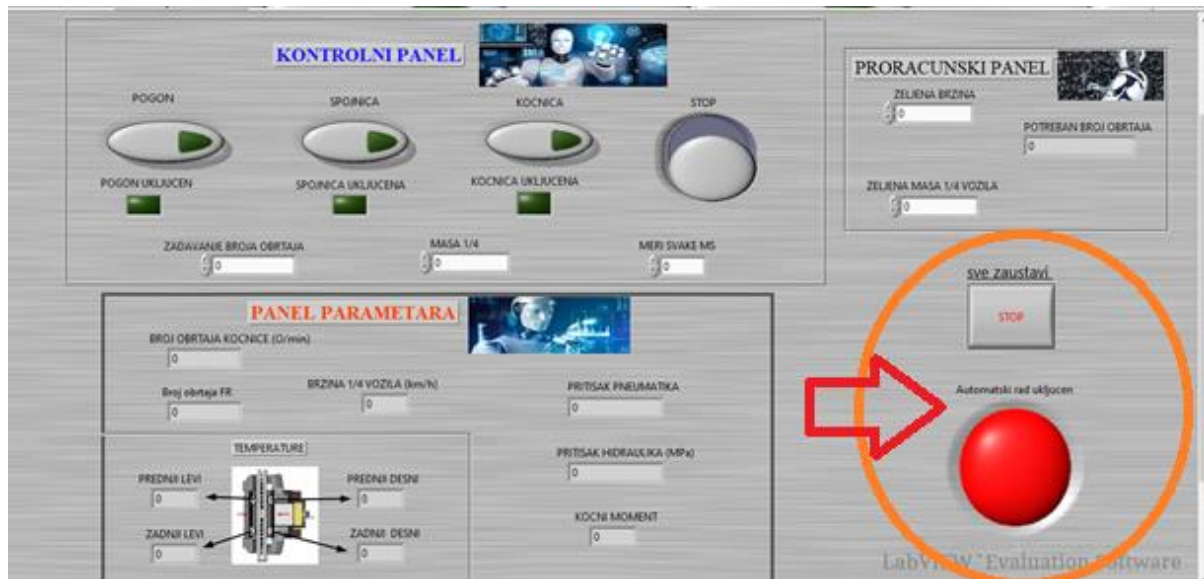 KONTROLNI PANEL
POGON
SPOJNICA
KOCNICA
STOP
POGON UKLJUCEN
SPOJNICA UKLJUCENA
KOCNICA UKLJUCENA
ZADAVANJE BROJA OBRTAJA
0
MASA 1/4
0
MERI SVAKE MS
0
PRORACUNSKI PANEL
ZELJENA BRZINA
0
POTREBAN BROJ OBRTAJA
0
ZELJENA MASA 1/4 VOZILA
0
PANEL PARAMETARA
BROJ OBRTAJA KOCNICE (O/min)
0
Broj obrtaja FR
0
BRZINA 1/4 VOZILA (km/h)
0
PRITISAK PNEUMATIKA
0
PRITISAK HIDRAULIKA (MPa)
0
KOCNI MOMENT
0
TEMPERATURE
PREDNJI LEVI
0
PREDNJI DESNI
0
ZADNJI LEVI
0
ZADNJI DESNI
0
sve zaustavi
STOP
Automatski rad ukljucen
LabVIEW™ Evaluation Software